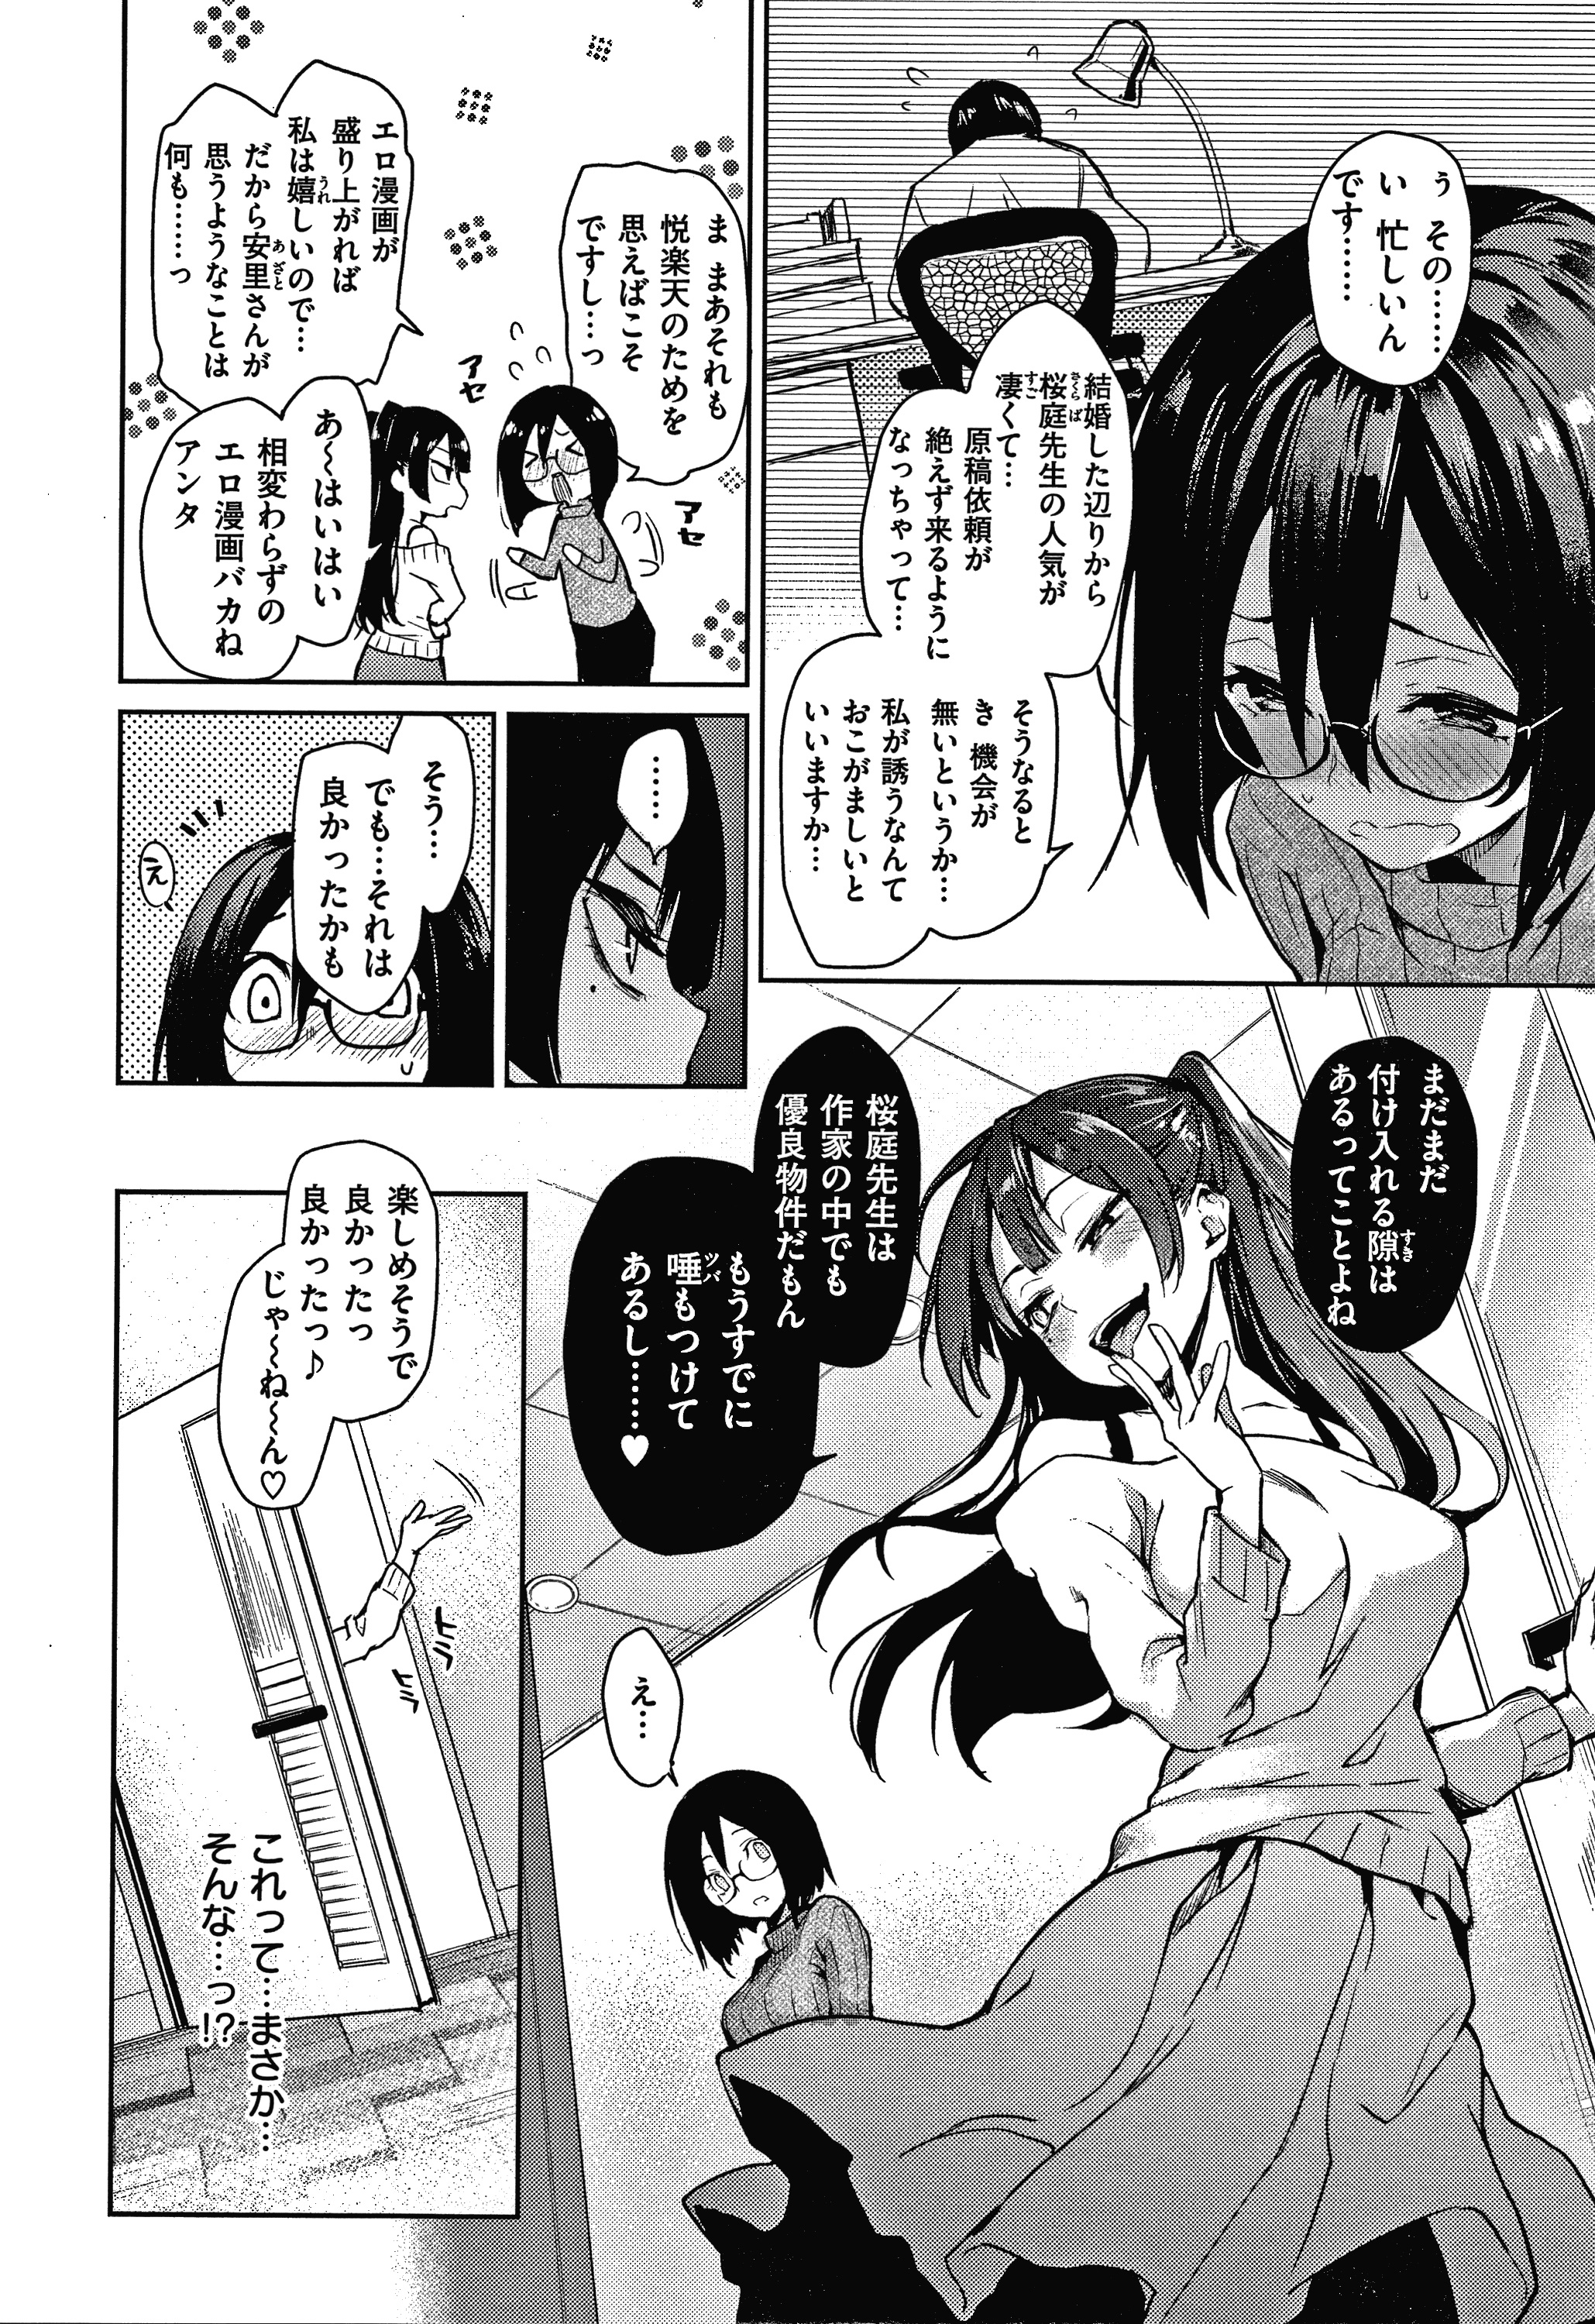 ぅ その……
い 忙しいん
です……
結婚した辺りから
桜庭先生の人気が
凄くて…
原稿依頼が
絶えず来るように
なっちゃって…
そうなると
き 機会が
無いというか…
私が誘うなんて
おこがましいと
いいますか…
ま まあそれも
悦楽天のためを
思えばこそ
ですし…っ
アセ
アセ
エロ漫画が
盛り上がれば
私は嬉しいので…
だから安里さんが
思うようなことは
何も……っ
あ〜はいはい
相変わらずの
エロ漫画バカね
アンタ
……
そう…
でも…それは
良かったかも
え
まだまだ
付け入れる隙は
あるってことよね
桜庭先生は
作家の中でも
優良物件だもん
もうすでに
唾もつけて
あるし……♥
え…
楽しめそうで
良かったっ
良かったっ♪
じゃ〜ね〜ん♡
これって…まさか…
そんな…っ!?